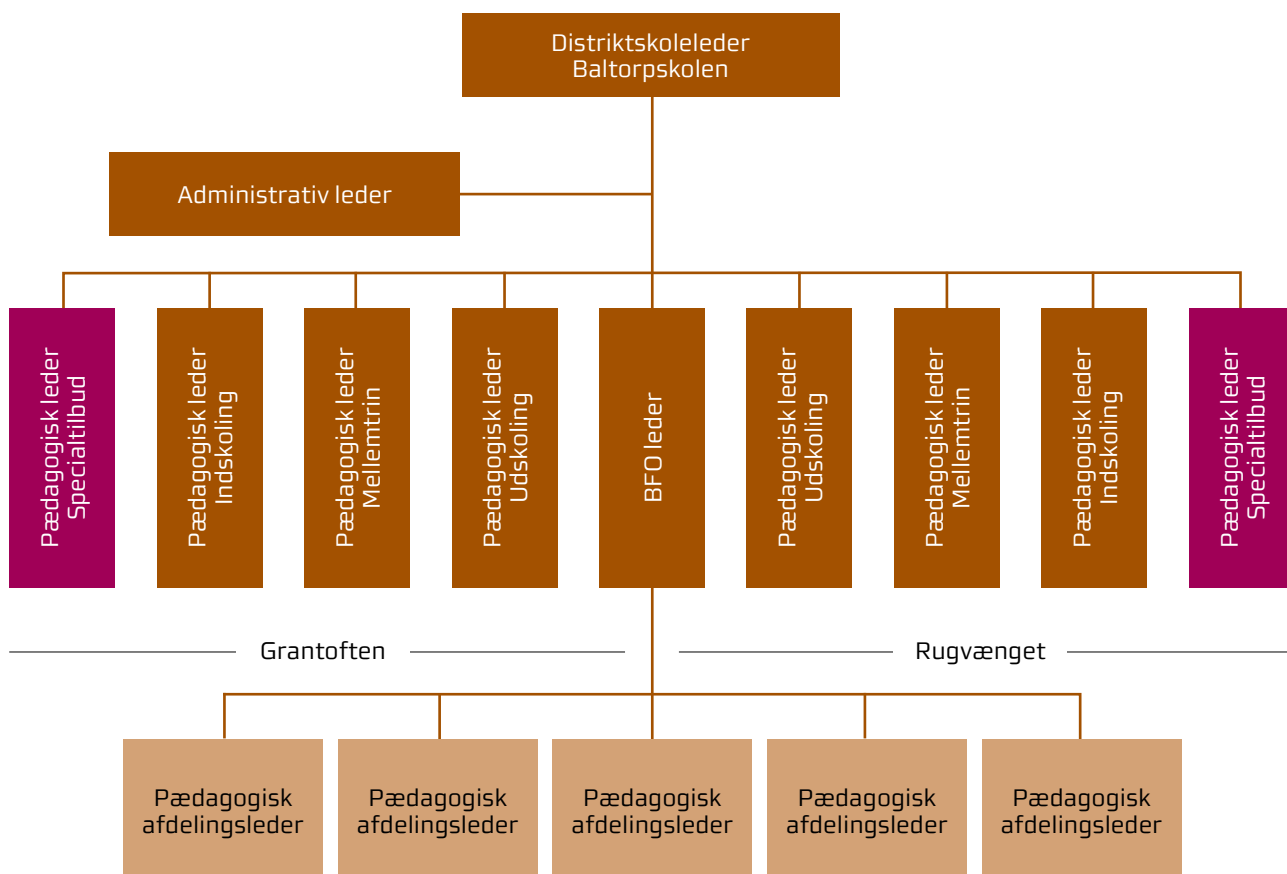 Distriktskoleleder
Baltorpskolen
Administrativ leder
Pædagogisk leder
Specialtilbud
Pædagogisk leder
Indskoling
Pædagogisk leder
Mellemtrin
Pædagogisk leder
Udskoling
BFO leder
Pædagogisk leder
Udskoling
Pædagogisk leder
Mellemtrin
Pædagogisk leder
Indskoling
Pædagogisk leder
Specialtilbud
Grantoften
Rugvænget
Pædagogisk
afdelingsleder
Pædagogisk
afdelingsleder
Pædagogisk
afdelingsleder
Pædagogisk
afdelingsleder
Pædagogisk
afdelingsleder